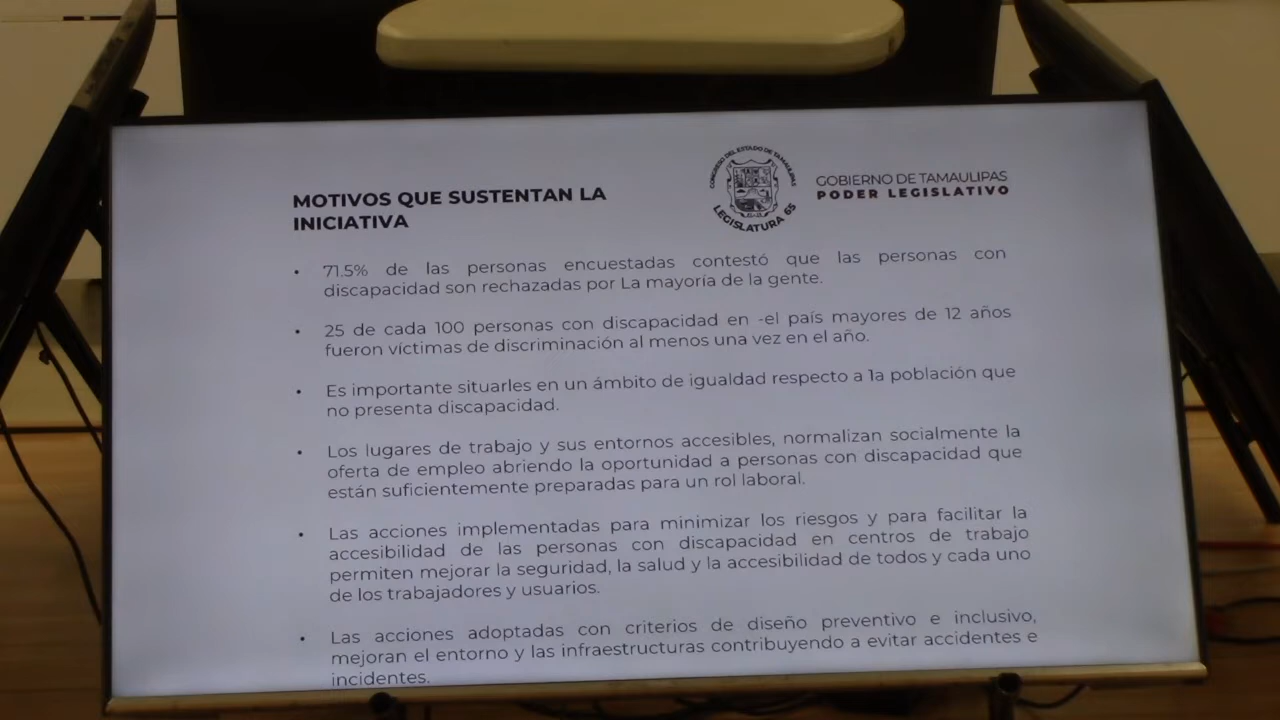 MOTIVOS QUE SUSTENTAN LA
INICIATIVA
CONGRESO DEL ESTADO DE TAMAULIPAS
LEGISLATURA 65
GOBIERNO DE TAMAULIPAS
PODER LEGISLATIVO
• 71.5% de las personas encuestadas contestó que las personas con
discapacidad son rechazadas por La mayoría de la gente.
• 25 de cada 100 personas con discapacidad en -el país mayores de 12 años
fueron víctimas de discriminación al menos una vez en el año.
• Es importante situarles en un ámbito de igualdad respecto a 1a población que
no presenta discapacidad.
• Los lugares de trabajo y sus entornos accesibles, normalizan socialmente la
oferta de empleo abriendo la oportunidad a personas con discapacidad que
están suficientemente preparadas para un rol laboral.
• Las acciones implementadas para minimizar los riesgos y para facilitar la
accesibilidad de las personas con discapacidad en centros de trabajo
permiten mejorar la seguridad, la salud y la accesibilidad de todos y cada uno
de los trabajadores y usuarios.
• Las acciones adoptadas con criterios de diseño preventivo e inclusivo,
mejoran el entorno y las infraestructuras contribuyendo a evitar accidentes e
incidentes.